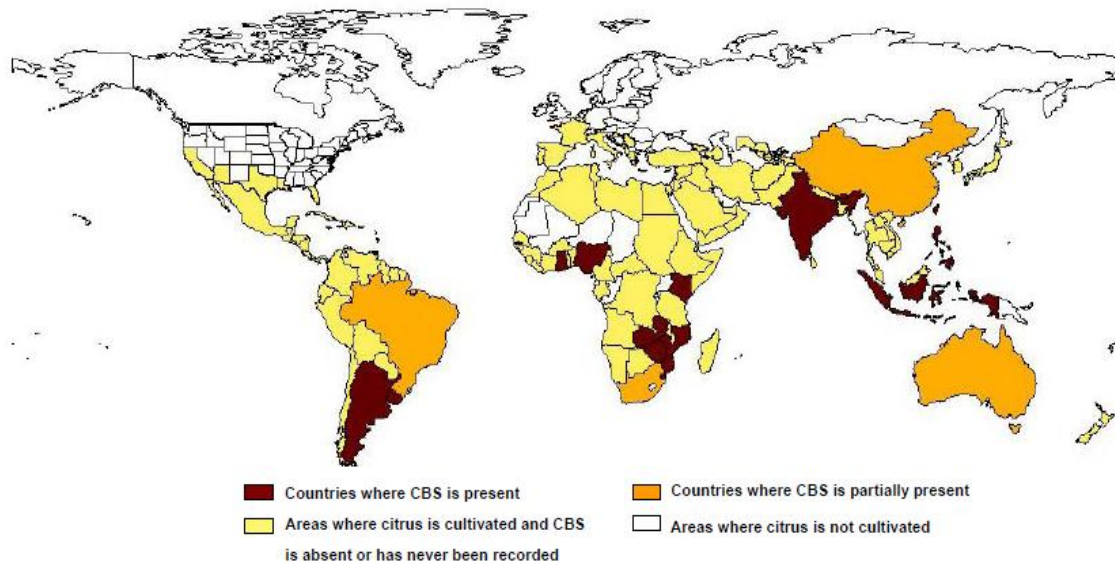 Countries where CBS is present
Countries where CBS is partially present
Areas where citrus is cultivated and CBS
is absent or has never been recorded
Areas where citrus is not cultivated